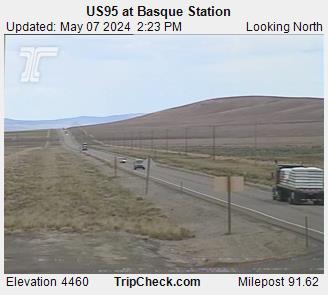 US95 at Basque Station
Updated: May 07 2024 2:23 PM Looking North
Elevation 4460 TripCheck.com Milepost 91.62